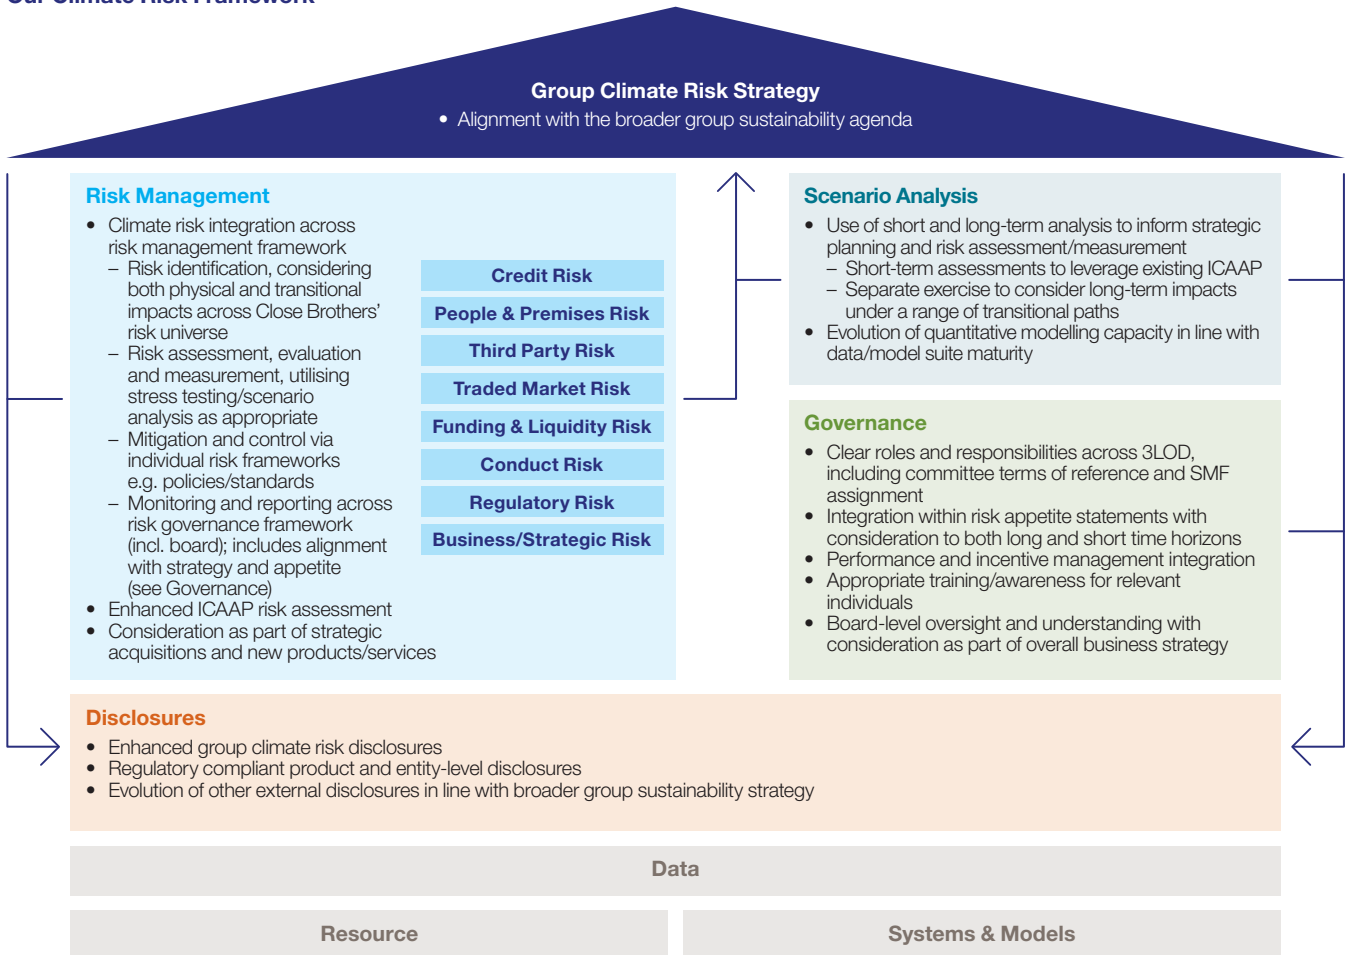 Our Climate Risk Framework
Group Climate Risk Strategy
• Alignment with the broader group sustainability agenda
Risk Management
• Climate risk integration across
risk management framework
– Risk identification, considering
both physical and transitional
impacts across Close Brothers’
risk universe
– Risk assessment, evaluation
and measurement, utilising
stress testing/scenario
analysis as appropriate
– Mitigation and control via
individual risk frameworks
e.g. policies/standards
– Monitoring and reporting across
risk governance framework
(incl. board); includes alignment
with strategy and appetite
(see Governance)
• Enhanced ICAAP risk assessment
• Consideration as part of strategic
acquisitions and new products/services
Credit Risk
People & Premises Risk
Third Party Risk
Traded Market Risk
Funding & Liquidity Risk
Conduct Risk
Regulatory Risk
Business/Strategic Risk
Scenario Analysis
• Use of short and long-term analysis to inform strategic
planning and risk assessment/measurement
– Short-term assessments to leverage existing ICAAP
– Separate exercise to consider long-term impacts
under a range of transitional paths
• Evolution of quantitative modelling capacity in line with
data/model suite maturity
Governance
• Clear roles and responsibilities across 3LOD,
including committee terms of reference and SMF
assignment
• Integration within risk appetite statements with
consideration to both long and short time horizons
• Performance and incentive management integration
• Appropriate training/awareness for relevant
individuals
• Board-level oversight and understanding with
consideration as part of overall business strategy
Disclosures
• Enhanced group climate risk disclosures
• Regulatory compliant product and entity-level disclosures
• Evolution of other external disclosures in line with broader group sustainability strategy
Data
Resource
Systems & Models